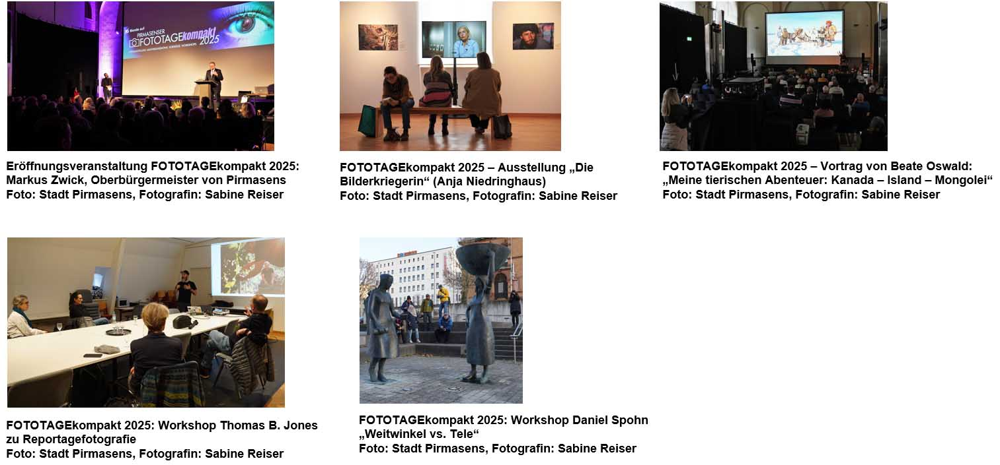 PIRMASENSER
FOTOTAGEkompakt
2025
Eröffnungsveranstaltung FOTOTAGEkompakt 2025:
Markus Zwick, Oberbürgermeister von Pirmasens
Foto: Stadt Pirmasens, Fotografin: Sabine Reiser
FOTOTAGEkompakt 2025 – Ausstellung „Die
Bilderkriegerin“ (Anja Niedringhaus)
Foto: Stadt Pirmasens, Fotografin: Sabine Reiser
FOTOTAGEkompakt 2025 – Vortrag von Beate Oswald:
„Meine tierischen Abenteuer: Kanada – Island – Mongolei“
Foto: Stadt Pirmasens, Fotografin: Sabine Reiser
FOTOTAGEkompakt 2025: Workshop Thomas B. Jones
zu Reportagefotografie
Foto: Stadt Pirmasens, Fotografin: Sabine Reiser
FOTOTAGEkompakt 2025: Workshop Daniel Spohn
„Weitwinkel vs. Tele“
Foto: Stadt Pirmasens, Fotografin: Sabine Reiser